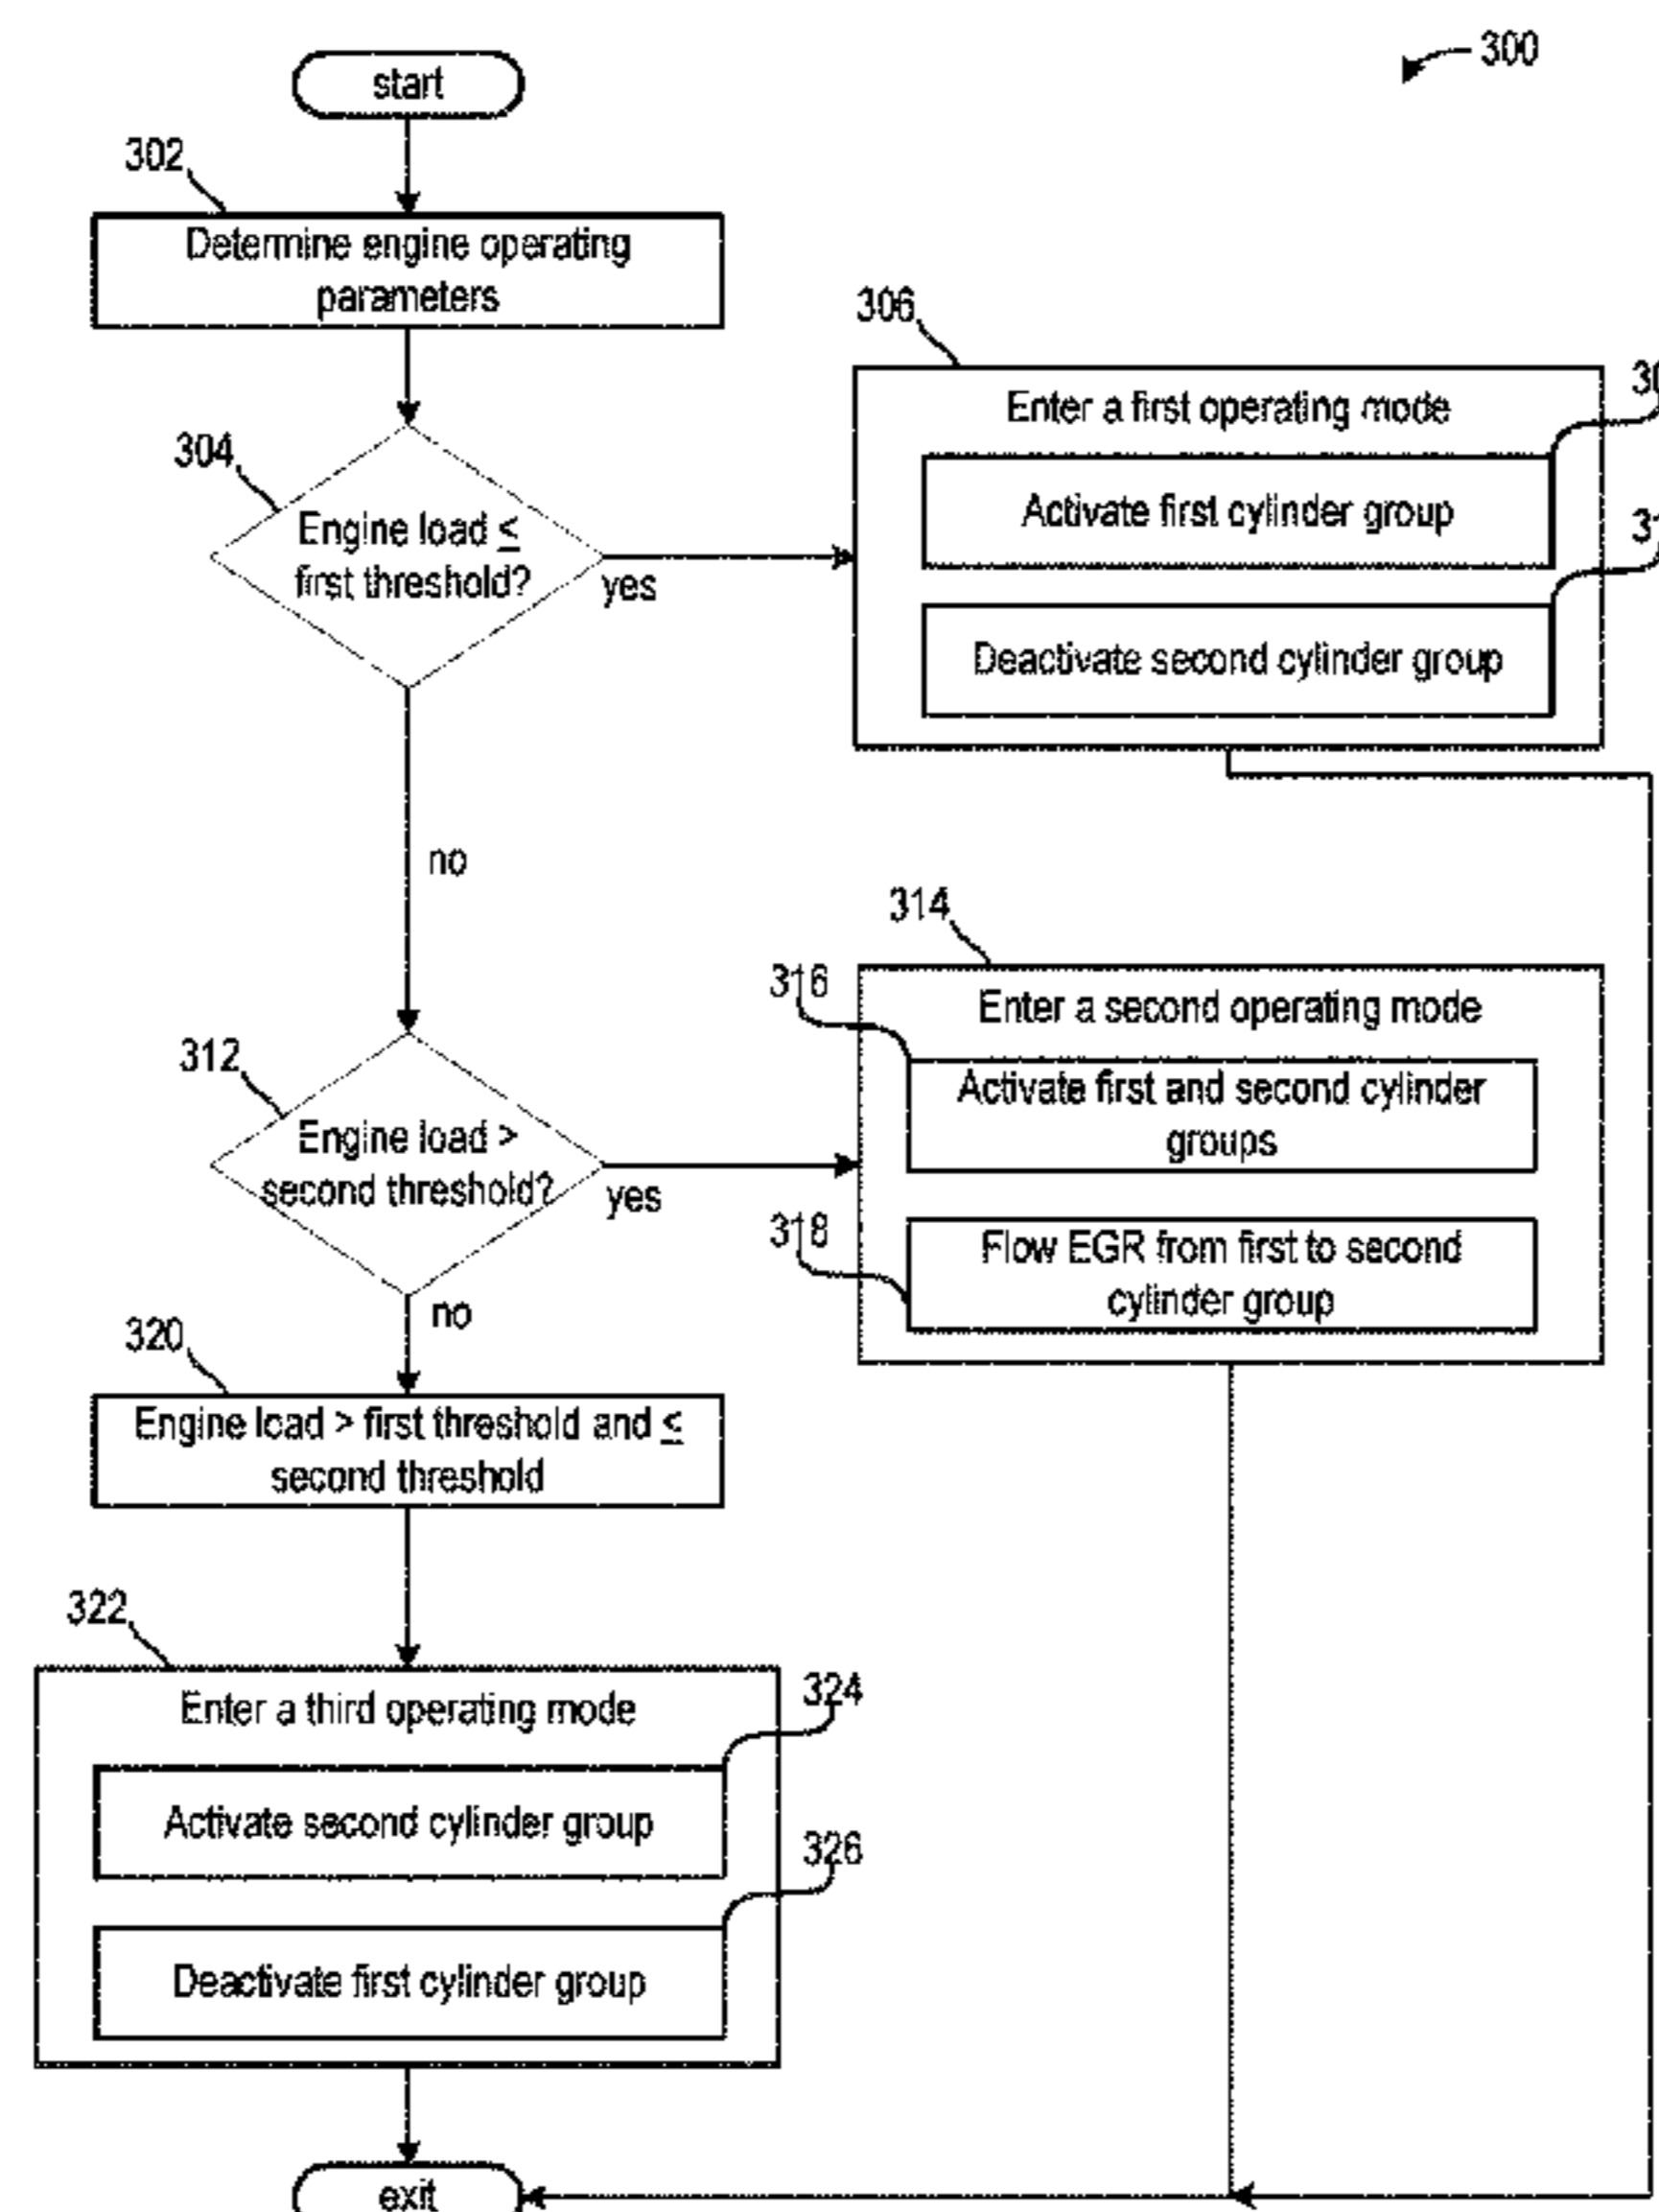 start
300
302
Determine engine operating
parameters
306
Enter a first operating mode
Activate first cylinder group
Deactivate second cylinder group
304
Engine load ≤
first threshold?
yes
no
314
Enter a second operating mode
316
Activate first and second cylinder
groups
318
Flow EGR from first to second
cylinder group
312
Engine load >
second threshold?
yes
no
320
Engine load > first threshold and ≤
second threshold
322
Enter a third operating mode
324
Activate second cylinder group
326
Deactivate first cylinder group
exit